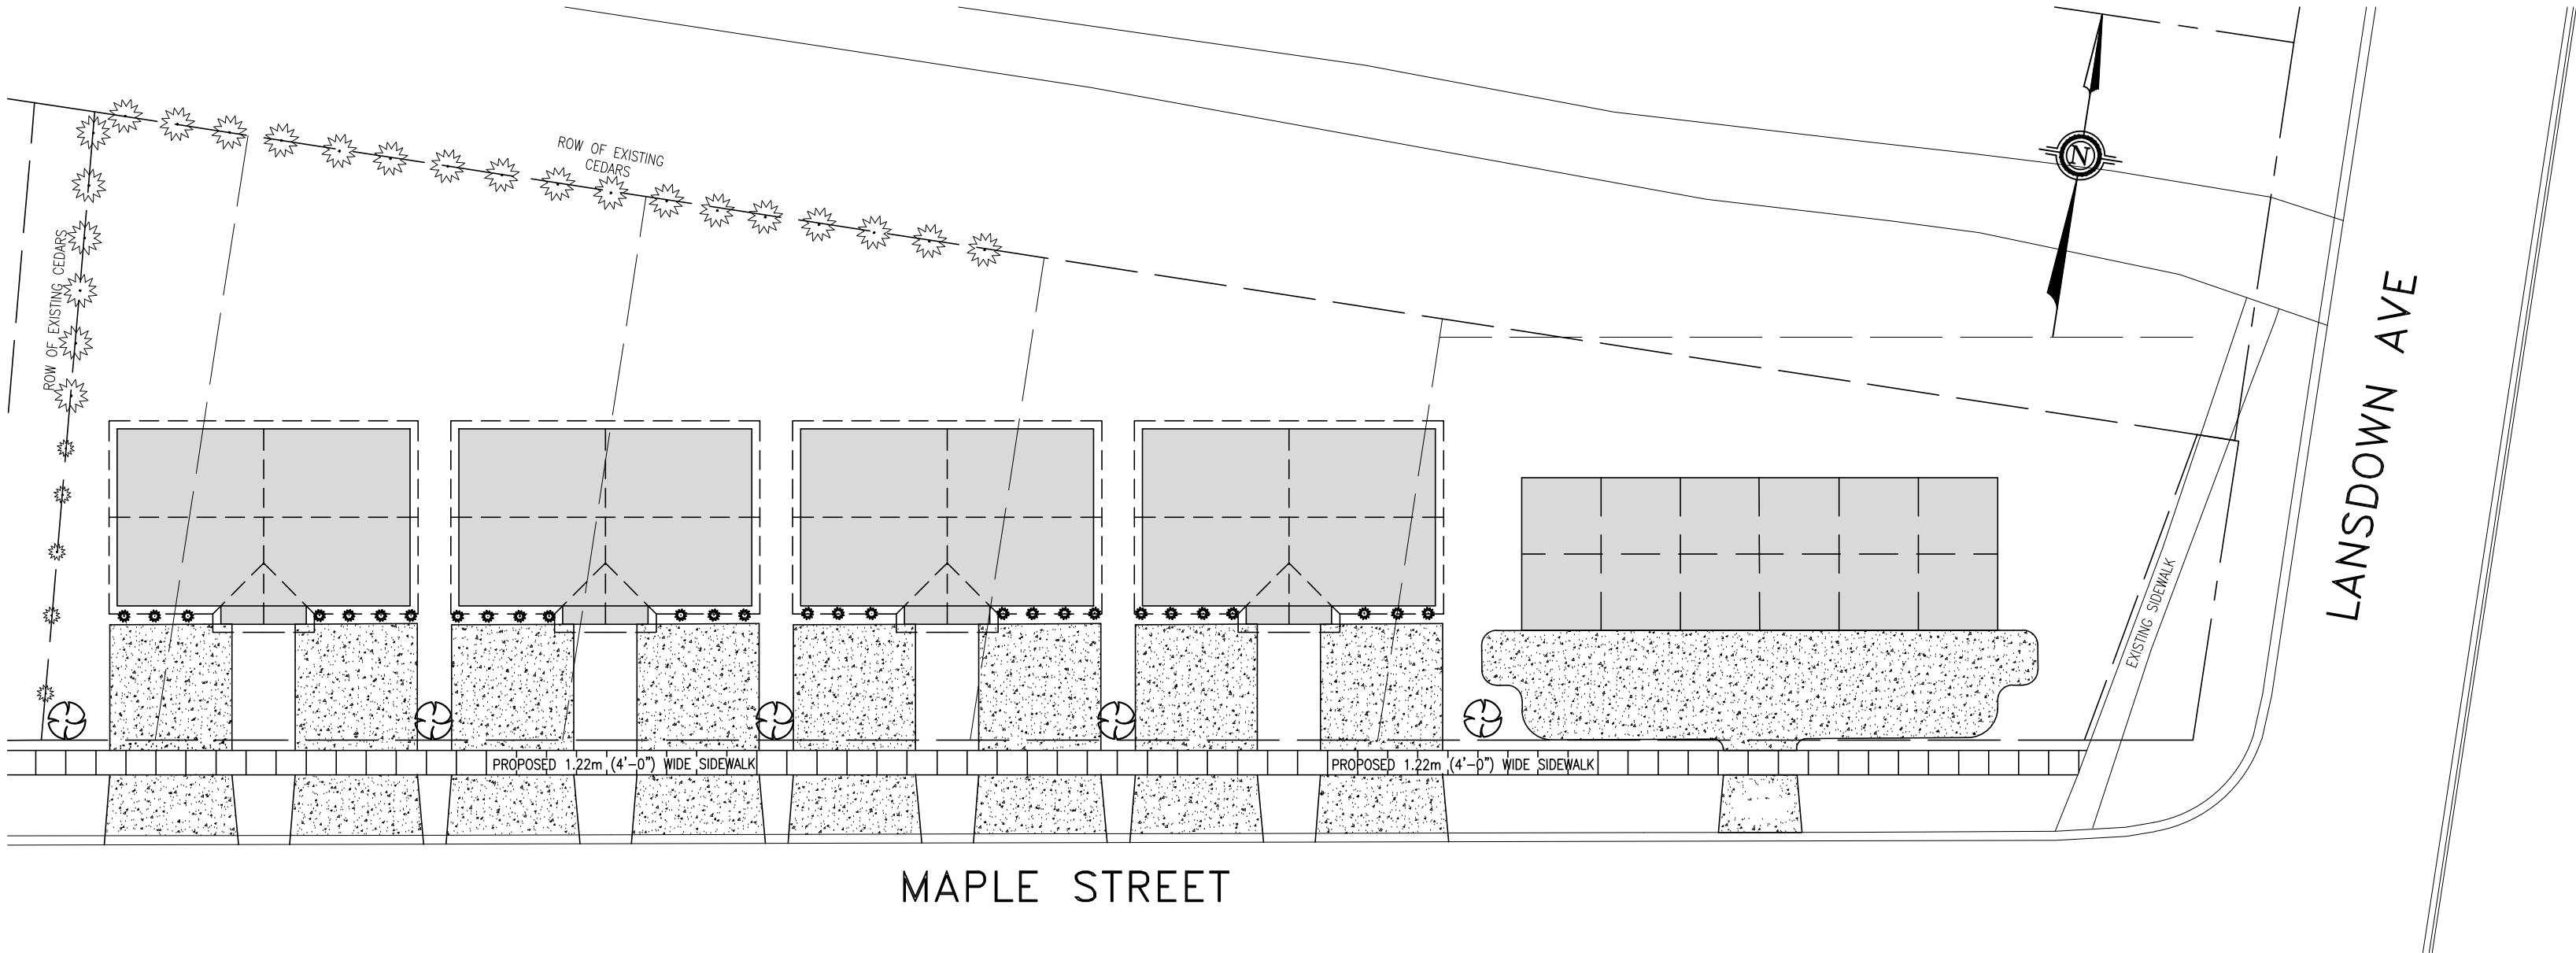 ROW OF EXISTING
CEDARS
N
ROW OF EXISTING CEDARS
LANSDOWN AVE
EXISTING SIDEWALK
PROPOSED 1.22m (4'-0") WIDE SIDEWALK
PROPOSED 1.22m (4'-0") WIDE SIDEWALK
MAPLE STREET